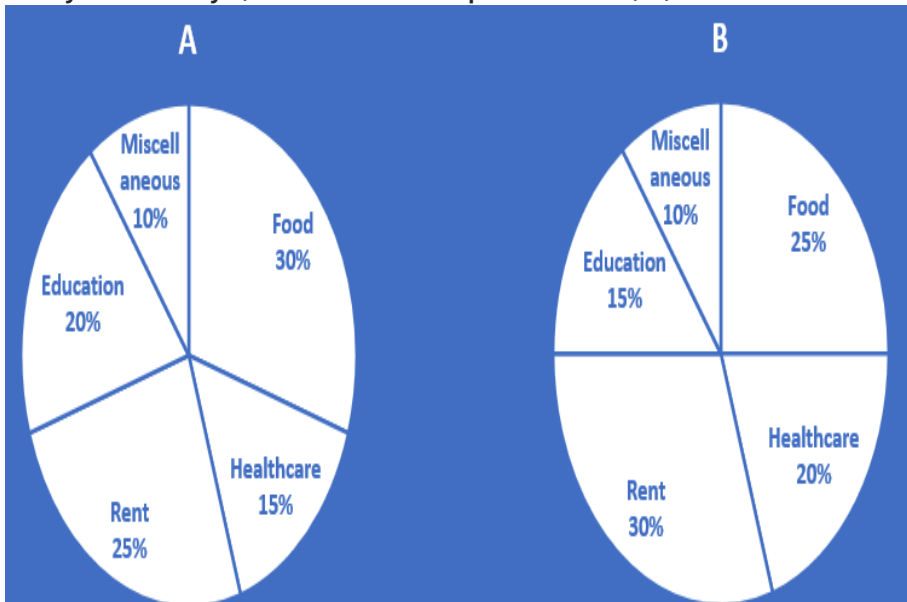 A
Miscell
aneous
10%
Food
30%
Education
20%
Healthcare
15%
Rent
25%
B
Miscell
aneous
10%
Food
25%
Education
15%
Healthcare
20%
Rent
30%